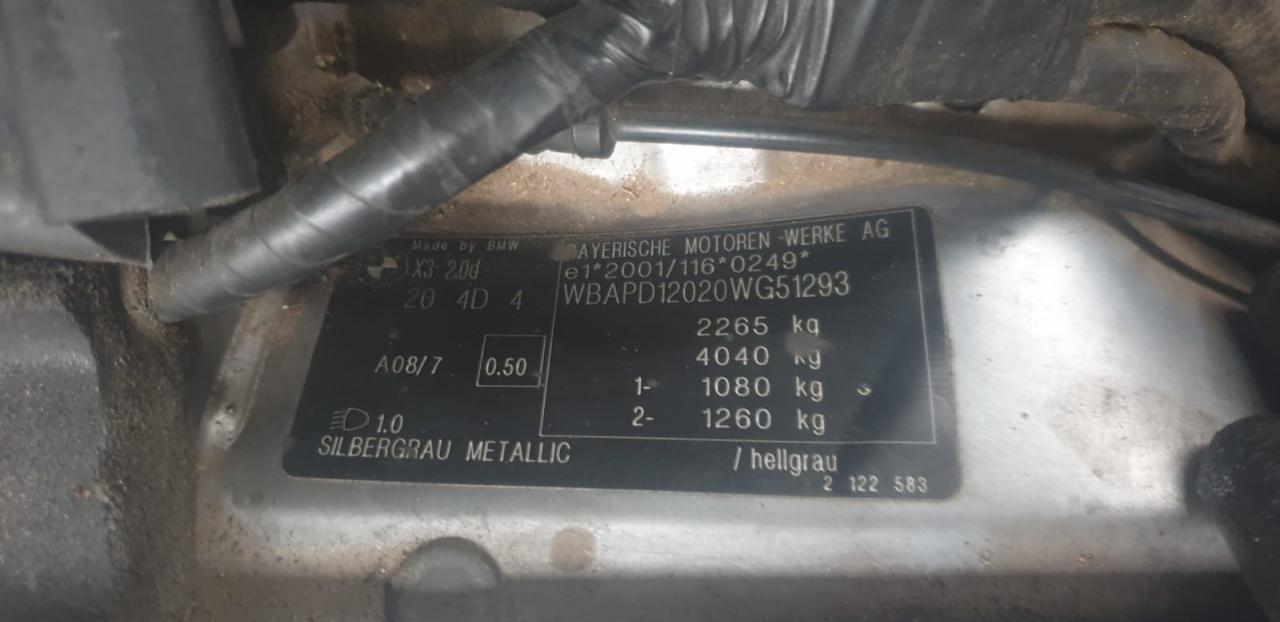 Made by BMW
X3 2.0d
20 4D 4
BAYERISCHE MOTOREN WERKE AG
e1*2001/116*0249*
WBAPD12020WG51293
2265 kg
4040 kg
1- 1080 kg
2- 1260 kg
A08/7 0.50
1.0
SILBERGRAU METALLIC / hellgrau
2 122 583